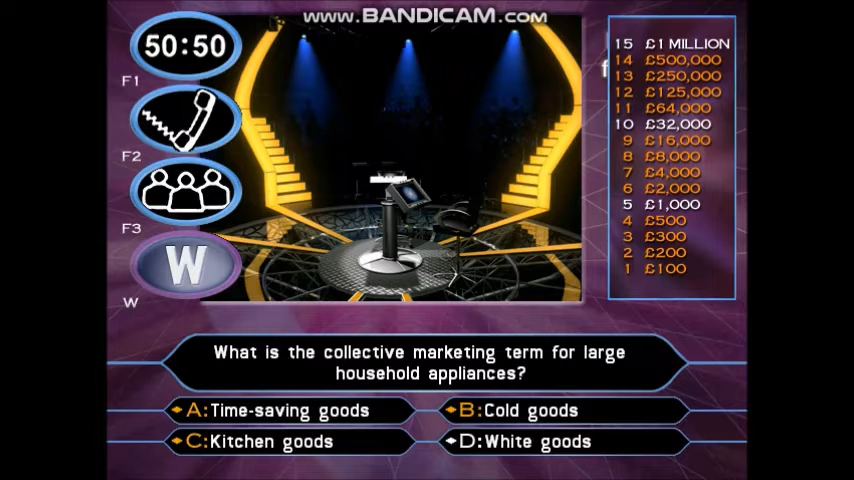 www.BANDICAM.com
50:50
F1
F2
F3
W
W
15 £1 MILLION
14 £500,000
13 £250,000
12 £125,000
11 £64,000
10 £32,000
9 £16,000
8 £8,000
7 £4,000
6 £2,000
5 £1,000
4 £500
3 £300
2 £200
1 £100
What is the collective marketing term for large
household appliances?
A:Time-saving goods
B:Cold goods
C:Kitchen goods
D:White goods